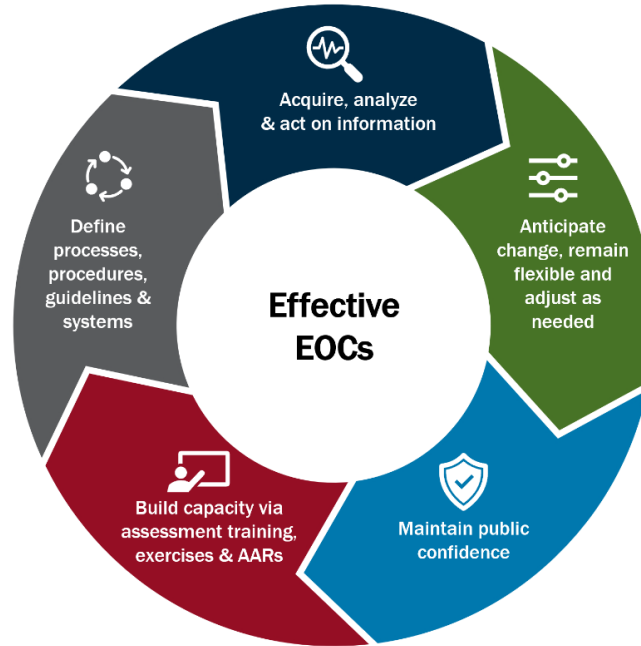 Acquire, analyze
& act on information
Anticipate
change, remain
flexible and
adjust as
needed
Maintain public
confidence
Build capacity via
assessment training,
exercises & AARs
Define
processes,
procedures,
guidelines &
systems
Effective
EOCs